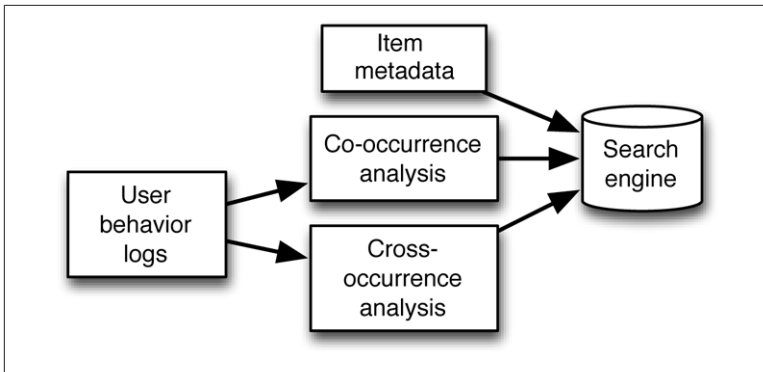 Item
metadata
Co-occurrence
analysis
Search
engine
User
behavior
logs
Cross-
occurrence
analysis